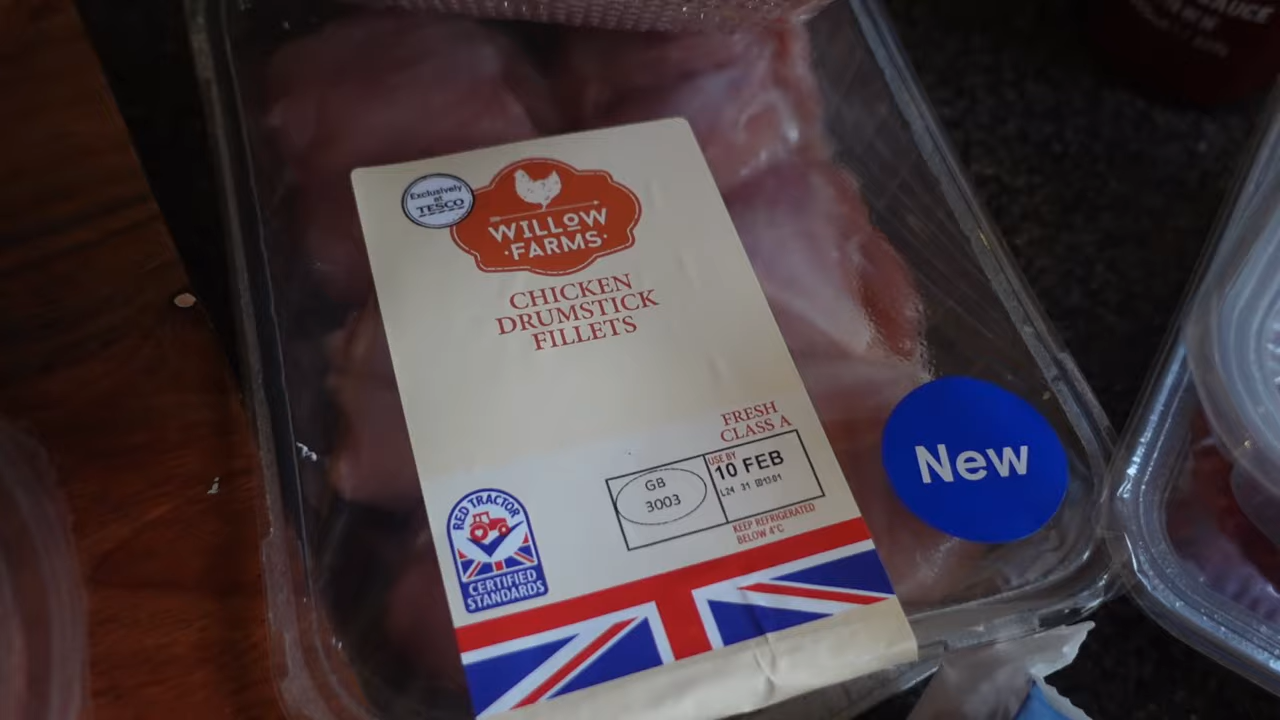 SAUCE
Exclusively
at
TESCO
WILLOW
·FARMS·
CHICKEN
DRUMSTICK
FILLETS
FRESH
CLASS A
GB
3003
USE BY
10 FEB
KEEP REFRIGERATED
BELOW 4°C
New
RED TRACTOR
CERTIFIED
STANDARDS